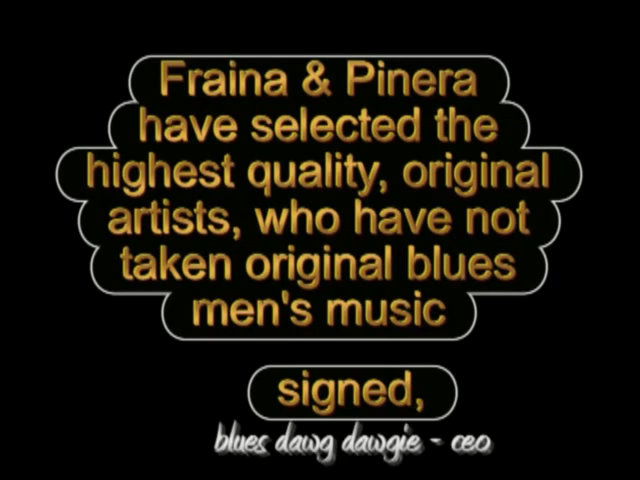 Fraina & Pinera
have selected the
highest quality, original
artists, who have not
taken original blues
men's music
signed,
blues dawg dawgie - ceo